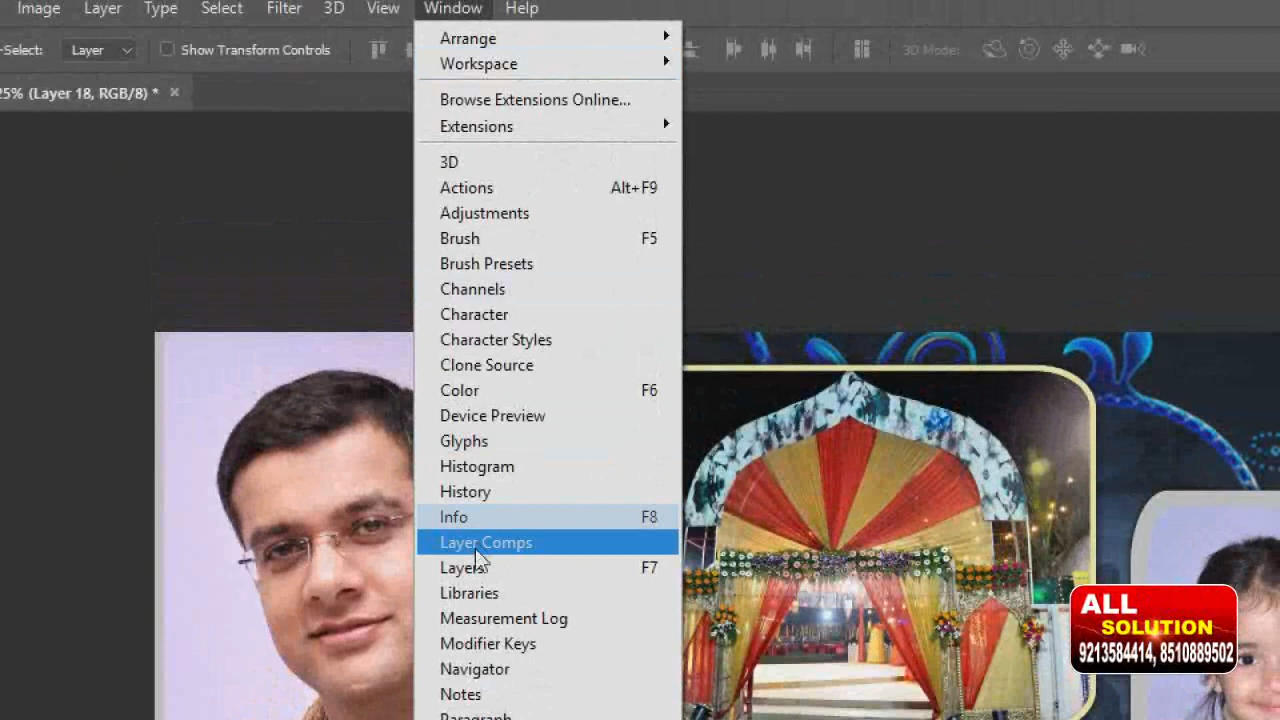 Image Layer Type Select Filter 3D View Window Help
-Select: Layer Show Transform Controls 3D Mode:
25% (Layer 18, RGB/8) * ×
Arrange
Workspace
Browse Extensions Online...
Extensions
3D
Actions Alt+F9
Adjustments
Brush F5
Brush Presets
Channels
Character
Character Styles
Clone Source
Color F6
Device Preview
Glyphs
Histogram
History
Info F8
Layer Comps
Layers F7
Libraries
Measurement Log
Modifier Keys
Navigator
Notes
Paragraph
ALL
SOLUTION
9213584414, 8510889502